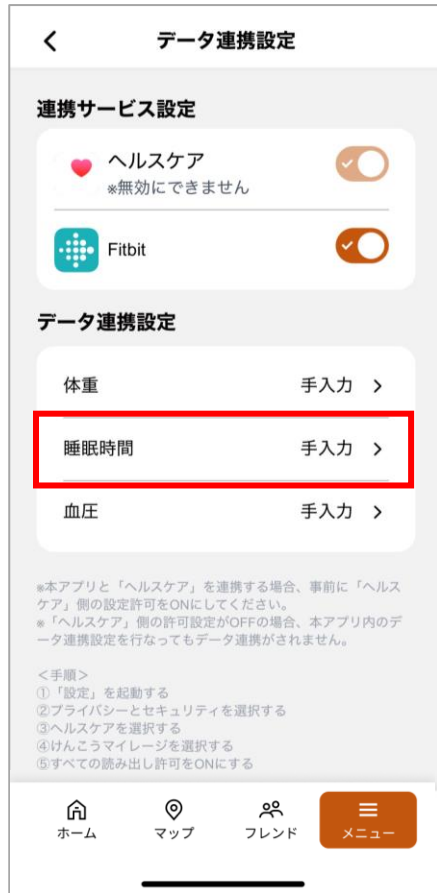 データ連携設定
連携サービス設定
ヘルスケア
※無効にできません
Fitbit
データ連携設定
体重 手入力
睡眠時間 手入力
血圧 手入力
※本アプリと「ヘルスケア」を連携する場合、事前に「ヘルス
ケア」側の設定許可をONにしてください。
※「ヘルスケア」側の許可設定がOFFの場合、本アプリ内のデ
ータ連携設定を行なってもデータ連携がされません。
＜手順＞
①「設定」を起動する
②プライバシーとセキュリティを選択する
③ヘルスケアを選択する
④けんこうマイレージを選択する
⑤すべての読み出し許可をONにする
ホーム マップ フレンド メニュー